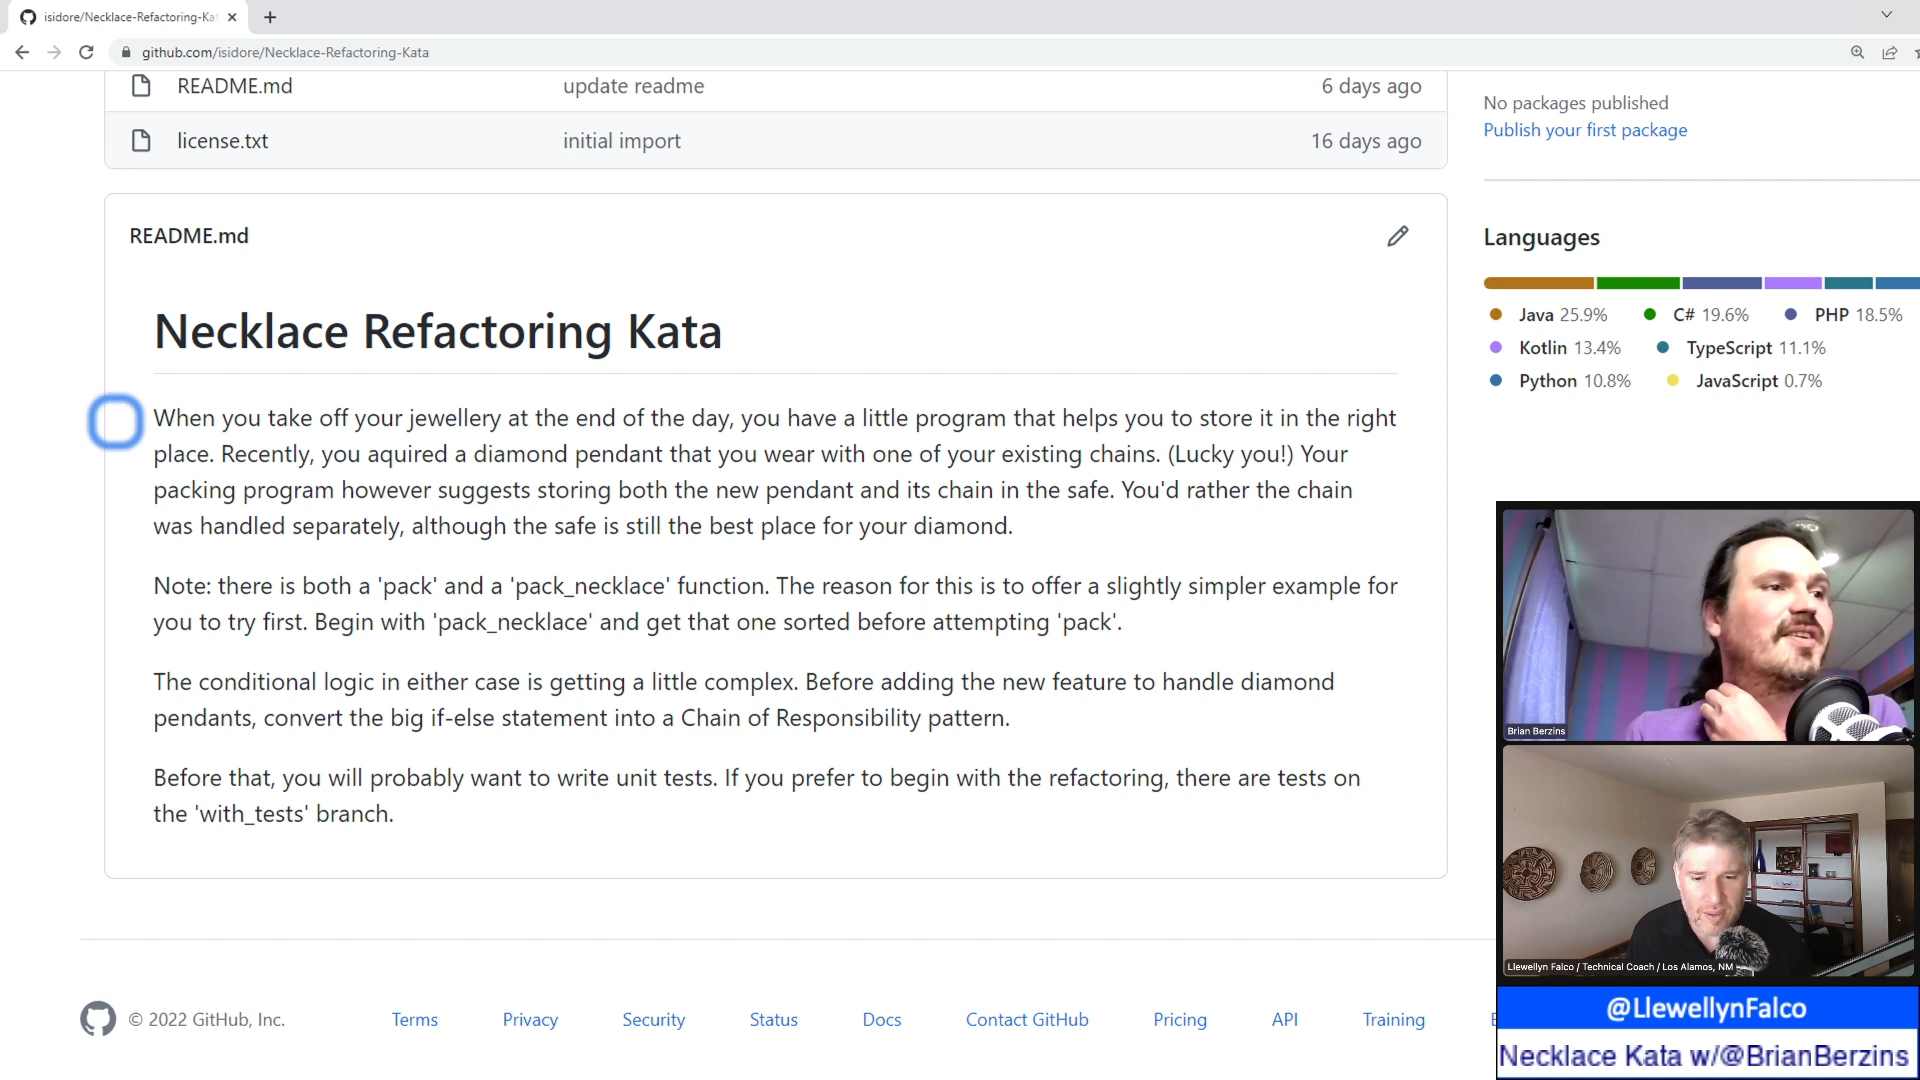 isidore/Necklace-Refactoring-Kat
github.com/isidore/Necklace-Refactoring-Kata
README.md update readme 6 days ago
license.txt initial import 16 days ago
No packages published
Publish your first package
README.md
Necklace Refactoring Kata
When you take off your jewellery at the end of the day, you have a little program that helps you to store it in the right
place. Recently, you aquired a diamond pendant that you wear with one of your existing chains. (Lucky you!) Your
packing program however suggests storing both the new pendant and its chain in the safe. You'd rather the chain
was handled separately, although the safe is still the best place for your diamond.
Note: there is both a 'pack' and a 'pack_necklace' function. The reason for this is to offer a slightly simpler example for
you to try first. Begin with 'pack_necklace' and get that one sorted before attempting 'pack'.
The conditional logic in either case is getting a little complex. Before adding the new feature to handle diamond
pendants, convert the big if-else statement into a Chain of Responsibility pattern.
Before that, you will probably want to write unit tests. If you prefer to begin with the refactoring, there are tests on
the 'with_tests' branch.
Languages
Java 25.9% C# 19.6% PHP 18.5%
Kotlin 13.4% TypeScript 11.1%
Python 10.8% JavaScript 0.7%
Brian Berzins
Llewellyn Falco / Technical Coach / Los Alamos, NM
© 2022 GitHub, Inc. Terms Privacy Security Status Docs Contact GitHub Pricing API Training
@LlewellynFalco
Necklace Kata w/@BrianBerzins